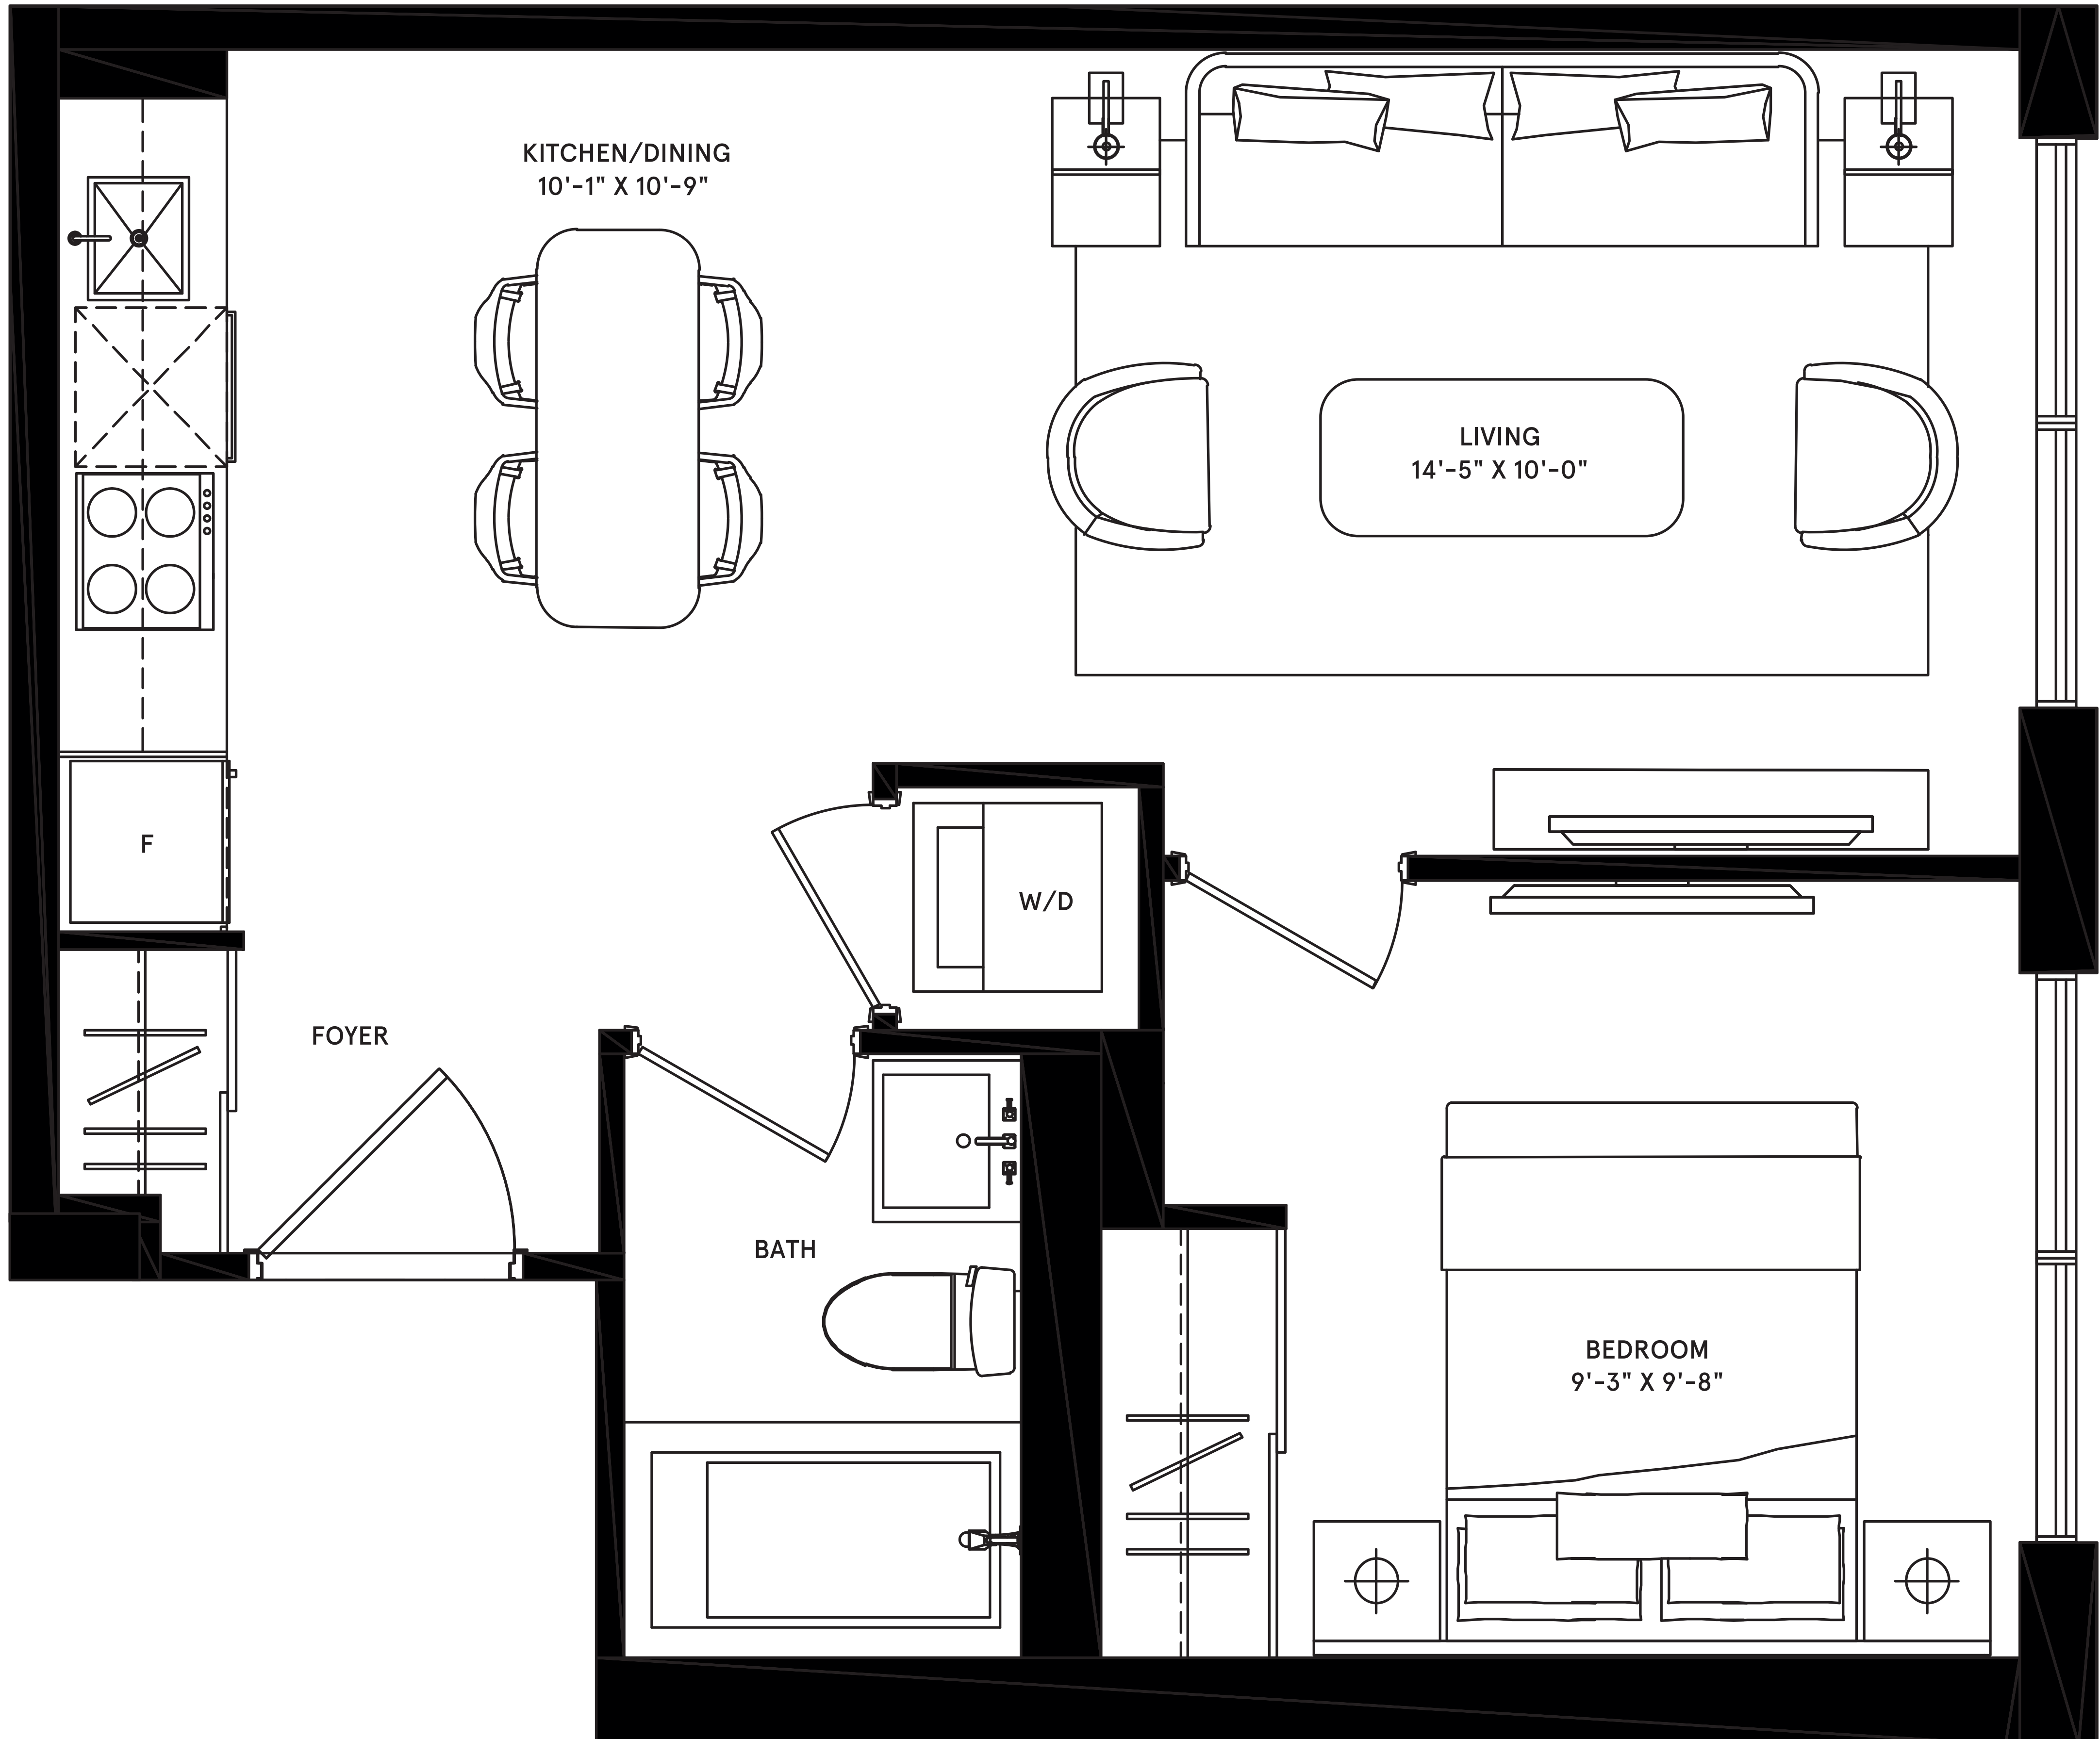 KITCHEN/DINING
10'-1" X 10'-9"
LIVING
14'-5" X 10'-0"
F
W/D
FOYER
BATH
BEDROOM
9'-3" X 9'-8"